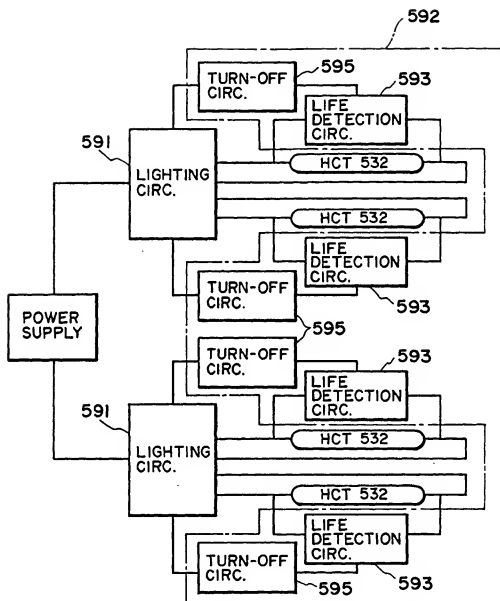 592
595
TURN-OFF
CIRC.
593
LIFE
DETECTION
CIRC.
591
LIGHTING
CIRC.
HCT 532
HCT 532
LIFE
DETECTION
CIRC.
593
TURN-OFF
CIRC.
595
POWER
SUPPLY
TURN-OFF
CIRC.
593
LIFE
DETECTION
CIRC.
591
LIGHTING
CIRC.
HCT 532
HCT 532
LIFE
DETECTION
CIRC.
593
TURN-OFF
CIRC.
595